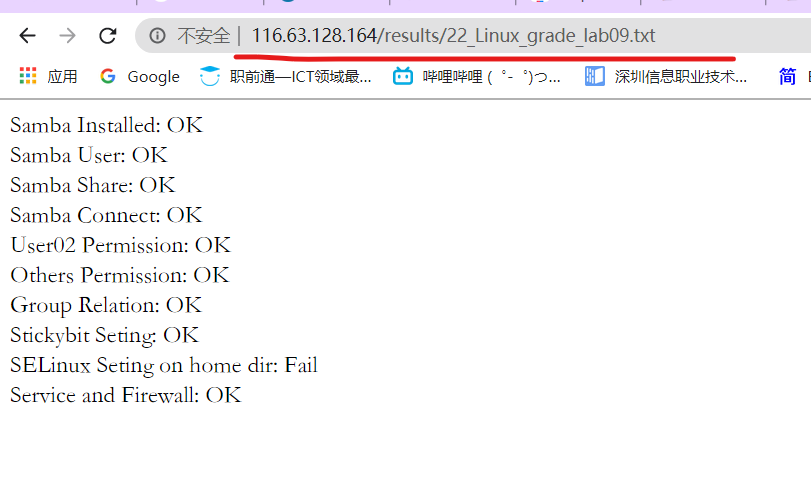 不安全 | 116.63.128.164/results/22_Linux_grade_lab09.txt
应用 Google 职前通—ICT领域最... 哔哩哔哩 (゜-゜)つ... 深圳信息职业技术... 简
Samba Installed: OK
Samba User: OK
Samba Share: OK
Samba Connect: OK
User02 Permission: OK
Others Permission: OK
Group Relation: OK
Stickybit Seting: OK
SELinux Seting on home dir: Fail
Service and Firewall: OK